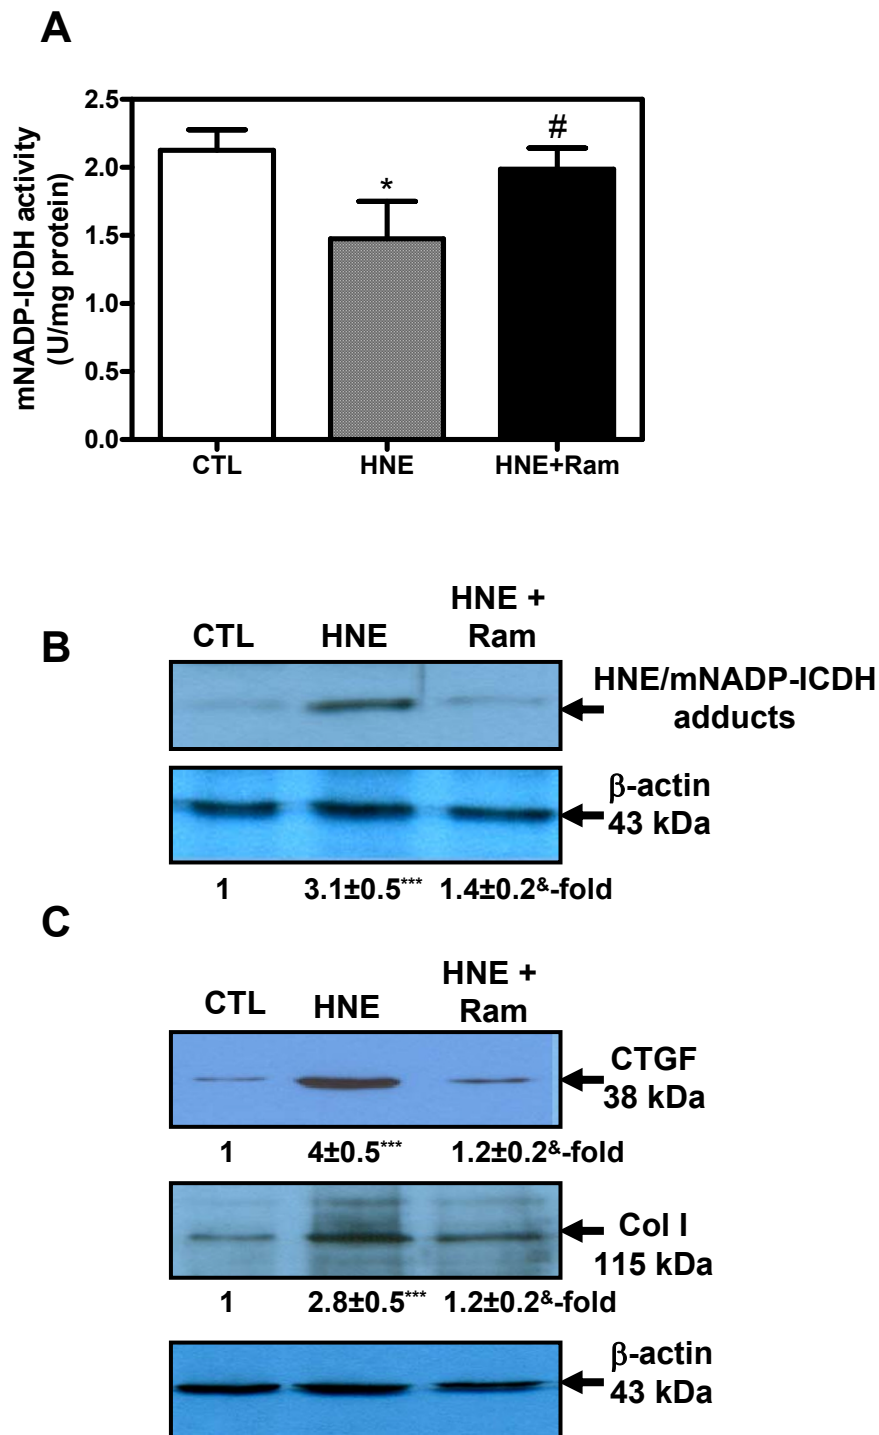 A
mNADP-ICDH activity
(U/mg protein)
2.5
2.0
1.5
1.0
0.5
0.0
*
#
CTL HNE HNE+Ram
B
CTL HNE HNE +
Ram
HNE/mNADP-ICDH
adducts
β-actin
43 kDa
1 3.1±0.5*** 1.4±0.2&-fold
C
CTL HNE HNE +
Ram
CTGF
38 kDa
1 4±0.5*** 1.2±0.2&-fold
Col I
115 kDa
1 2.8±0.5*** 1.2±0.2&-fold
β-actin
43 kDa